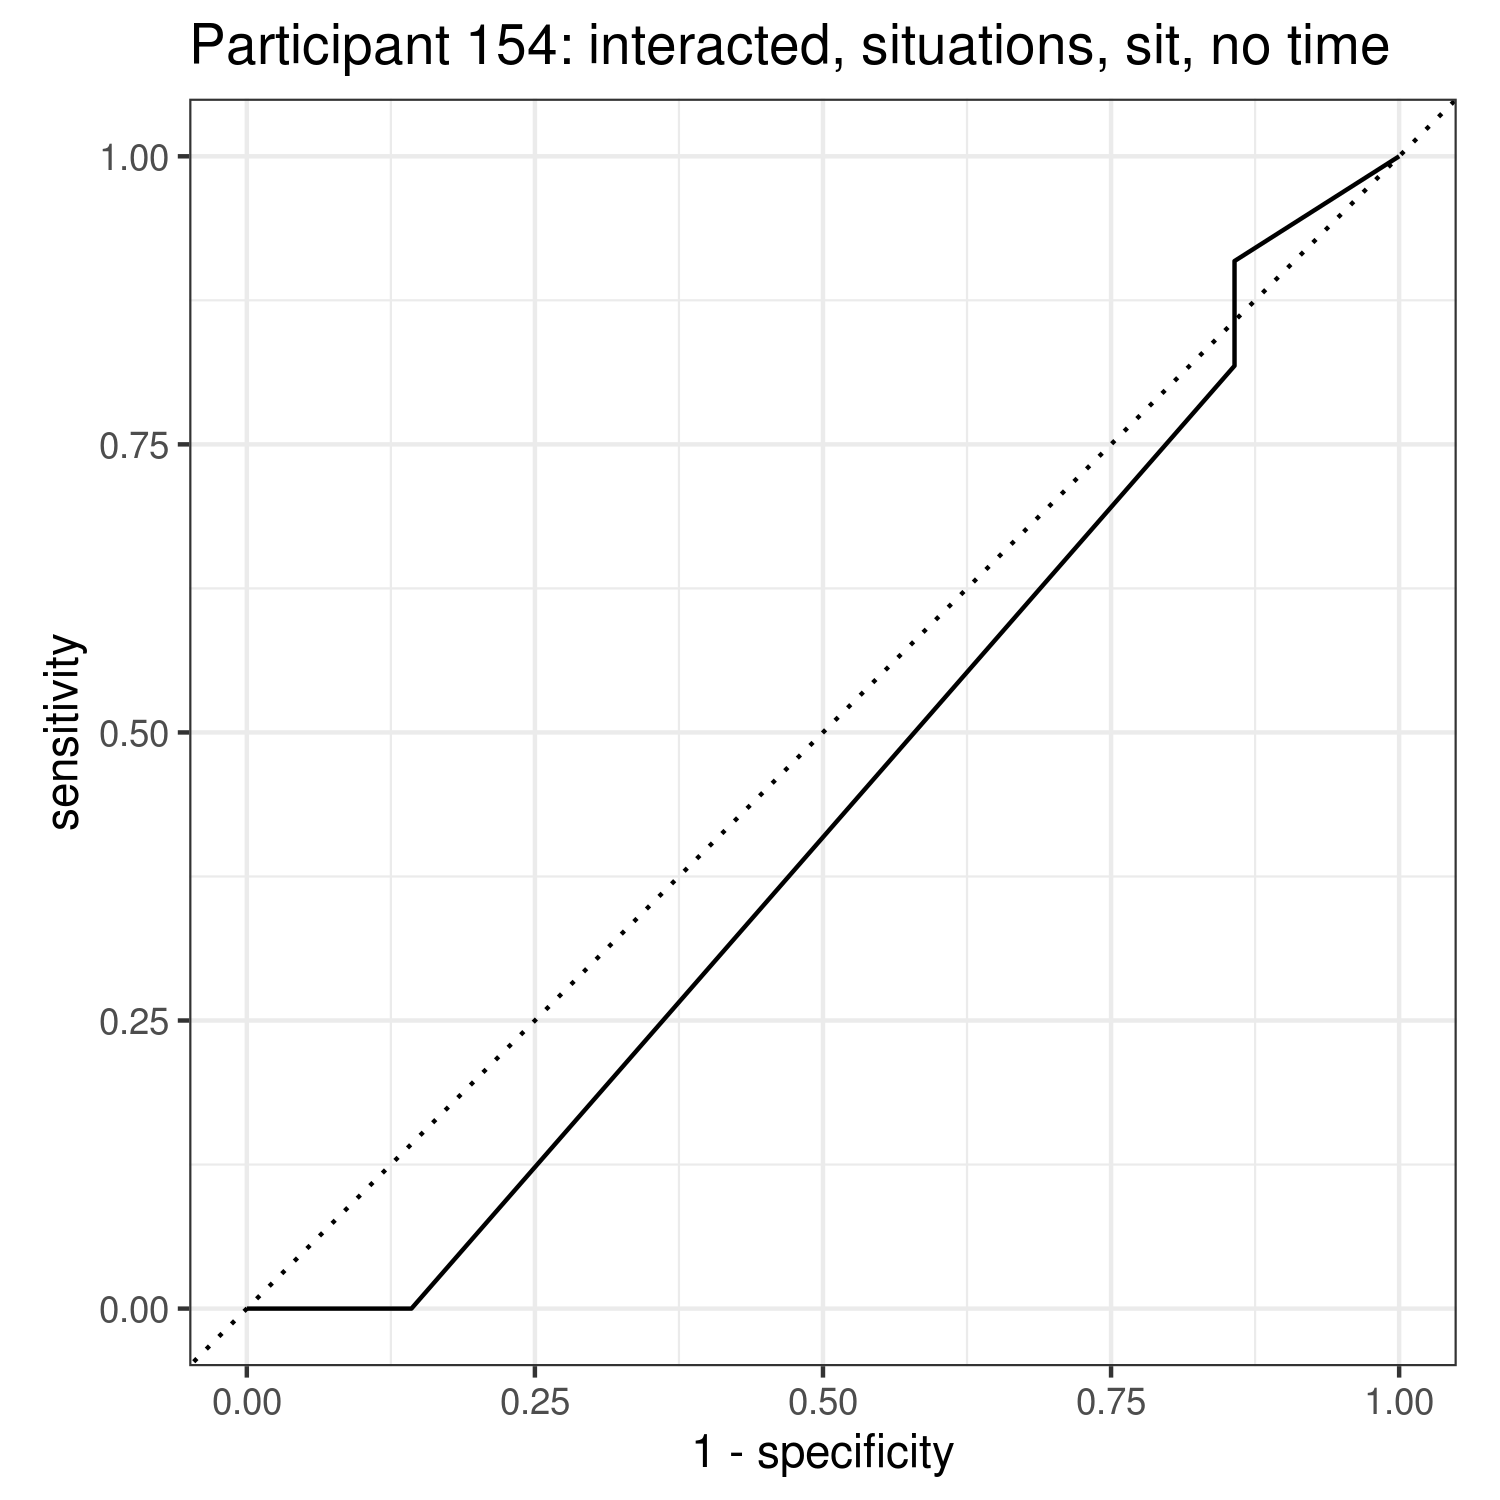 Participant 154: interacted, situations, sit, no time
1.00
0.75
0.50
0.25
0.00
sensitivity
0.00 0.25 0.50 0.75 1.00
1 - specificity